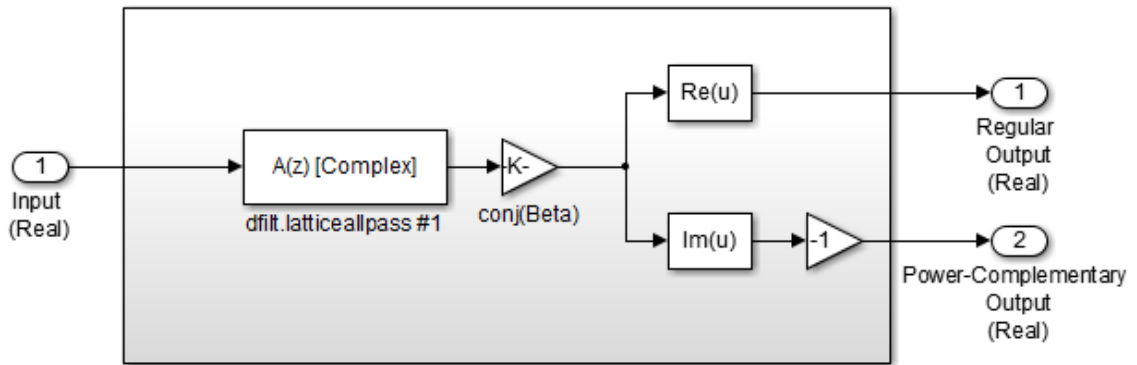 1
Input
(Real)
A(z) [Complex]
dfilt.latticeallpass #1
-K-
conj(Beta)
Re(u)
Im(u)
-1
1
Regular
Output
(Real)
2
Power-Complementary
Output
(Real)